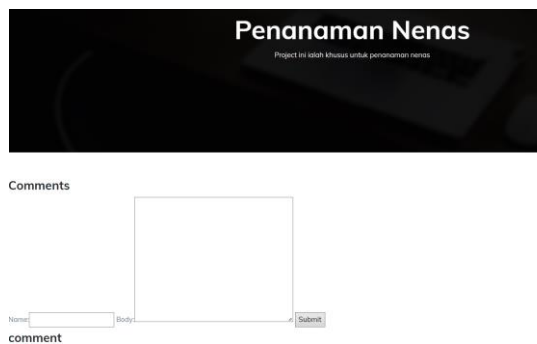 Penanaman Nenas
Project ini ialah khusus untuk penanaman nenas
Comments
Name: Body: Submit
comment